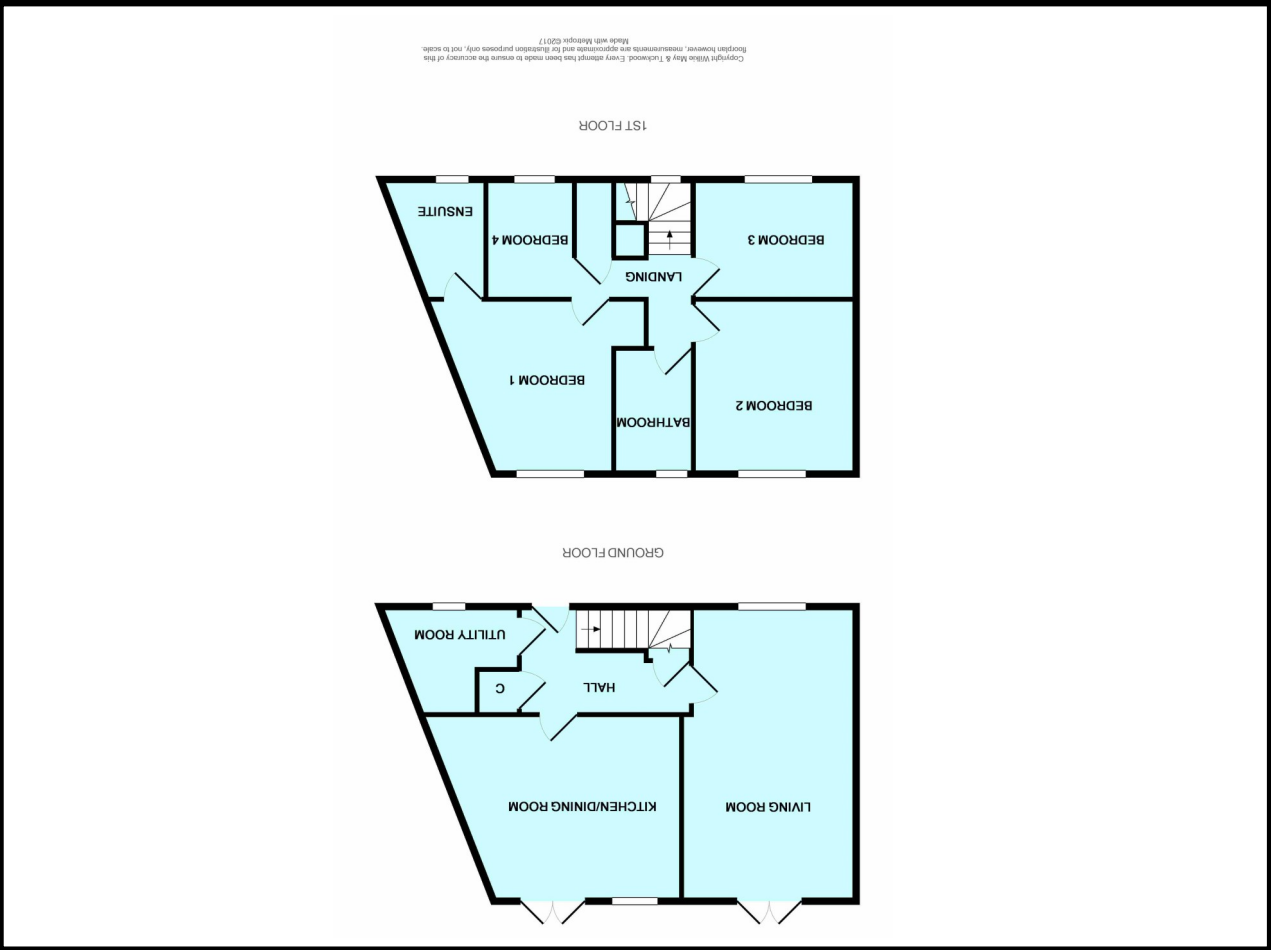 LIVING ROOM
KITCHEN/DINING ROOM
HALL
C
UTILITY ROOM
GROUND FLOOR
BEDROOM 2
BATHROOM
BEDROOM 1
LANDING
BEDROOM 3
BEDROOM 4
ENSUITE
1ST FLOOR
Copyright Wilkie May & Tuckwood. Every attempt has been made to ensure the accuracy of this
floorplan however, measurements are approximate and for illustration purposes only, not to scale.
Made with Metropix ©2017